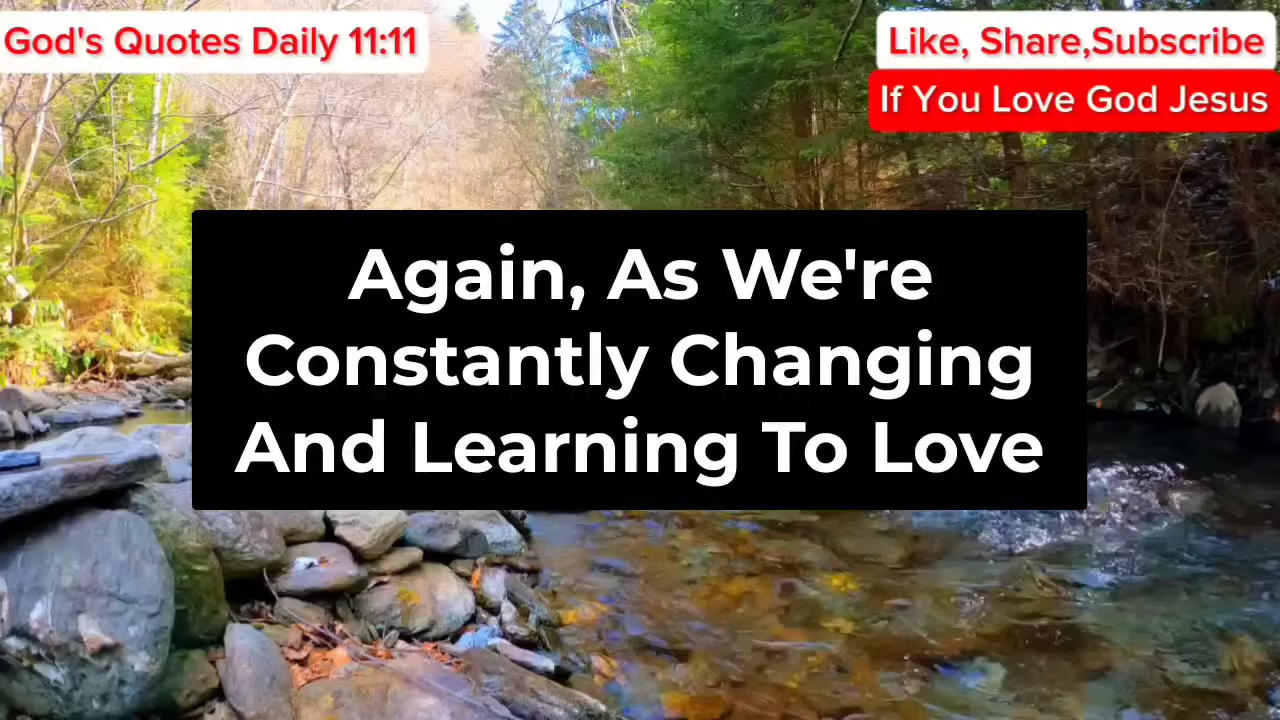 God's Quotes Daily 11:11
Like, Share,Subscribe
If You Love God Jesus
Again, As We're
Constantly Changing
And Learning To Love